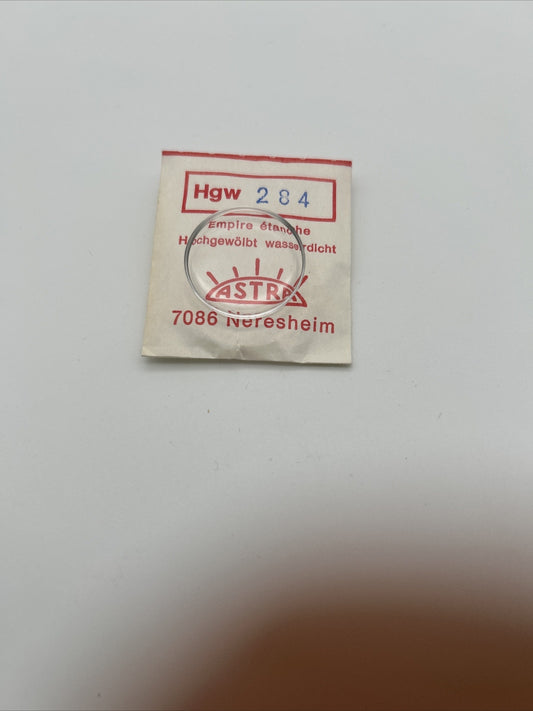 Hgw 284
Empire étanche
Hochgewölbt wasserdicht
ASTRA
7086 Neresheim